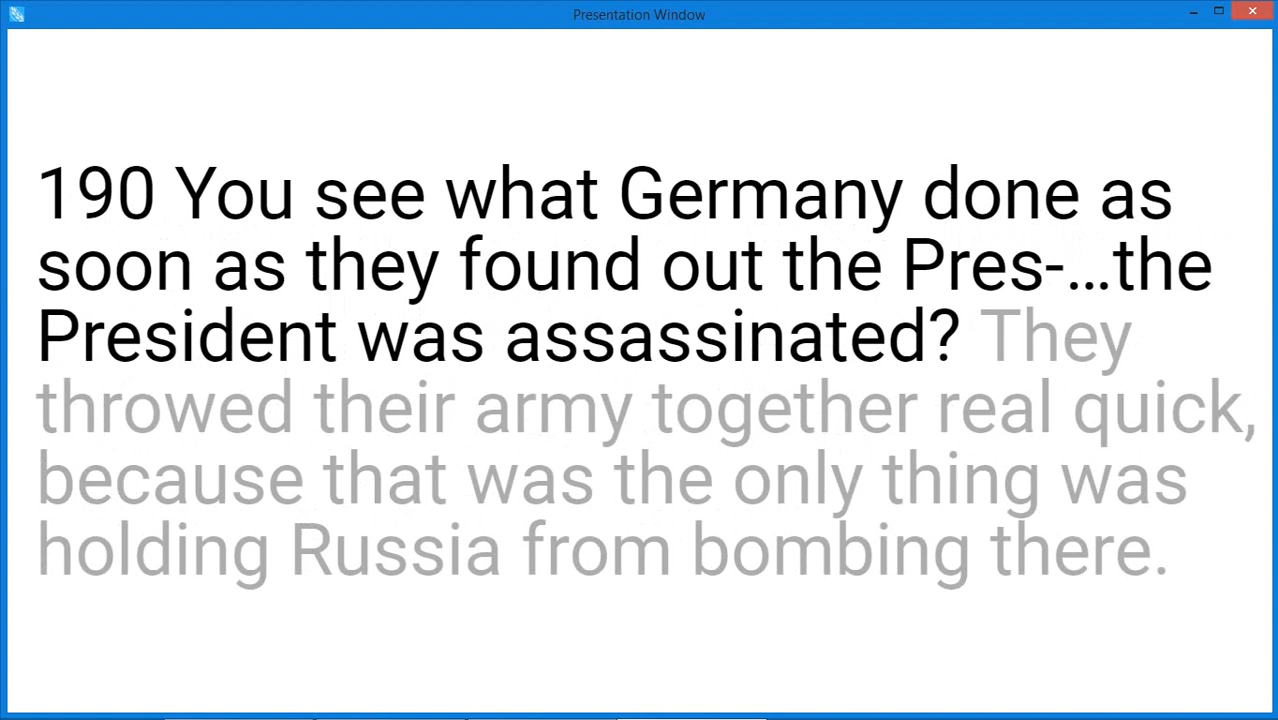 Presentation Window
190 You see what Germany done as
soon as they found out the Pres-...the
President was assassinated? They
throwed their army together real quick,
because that was the only thing was
holding Russia from bombing there.